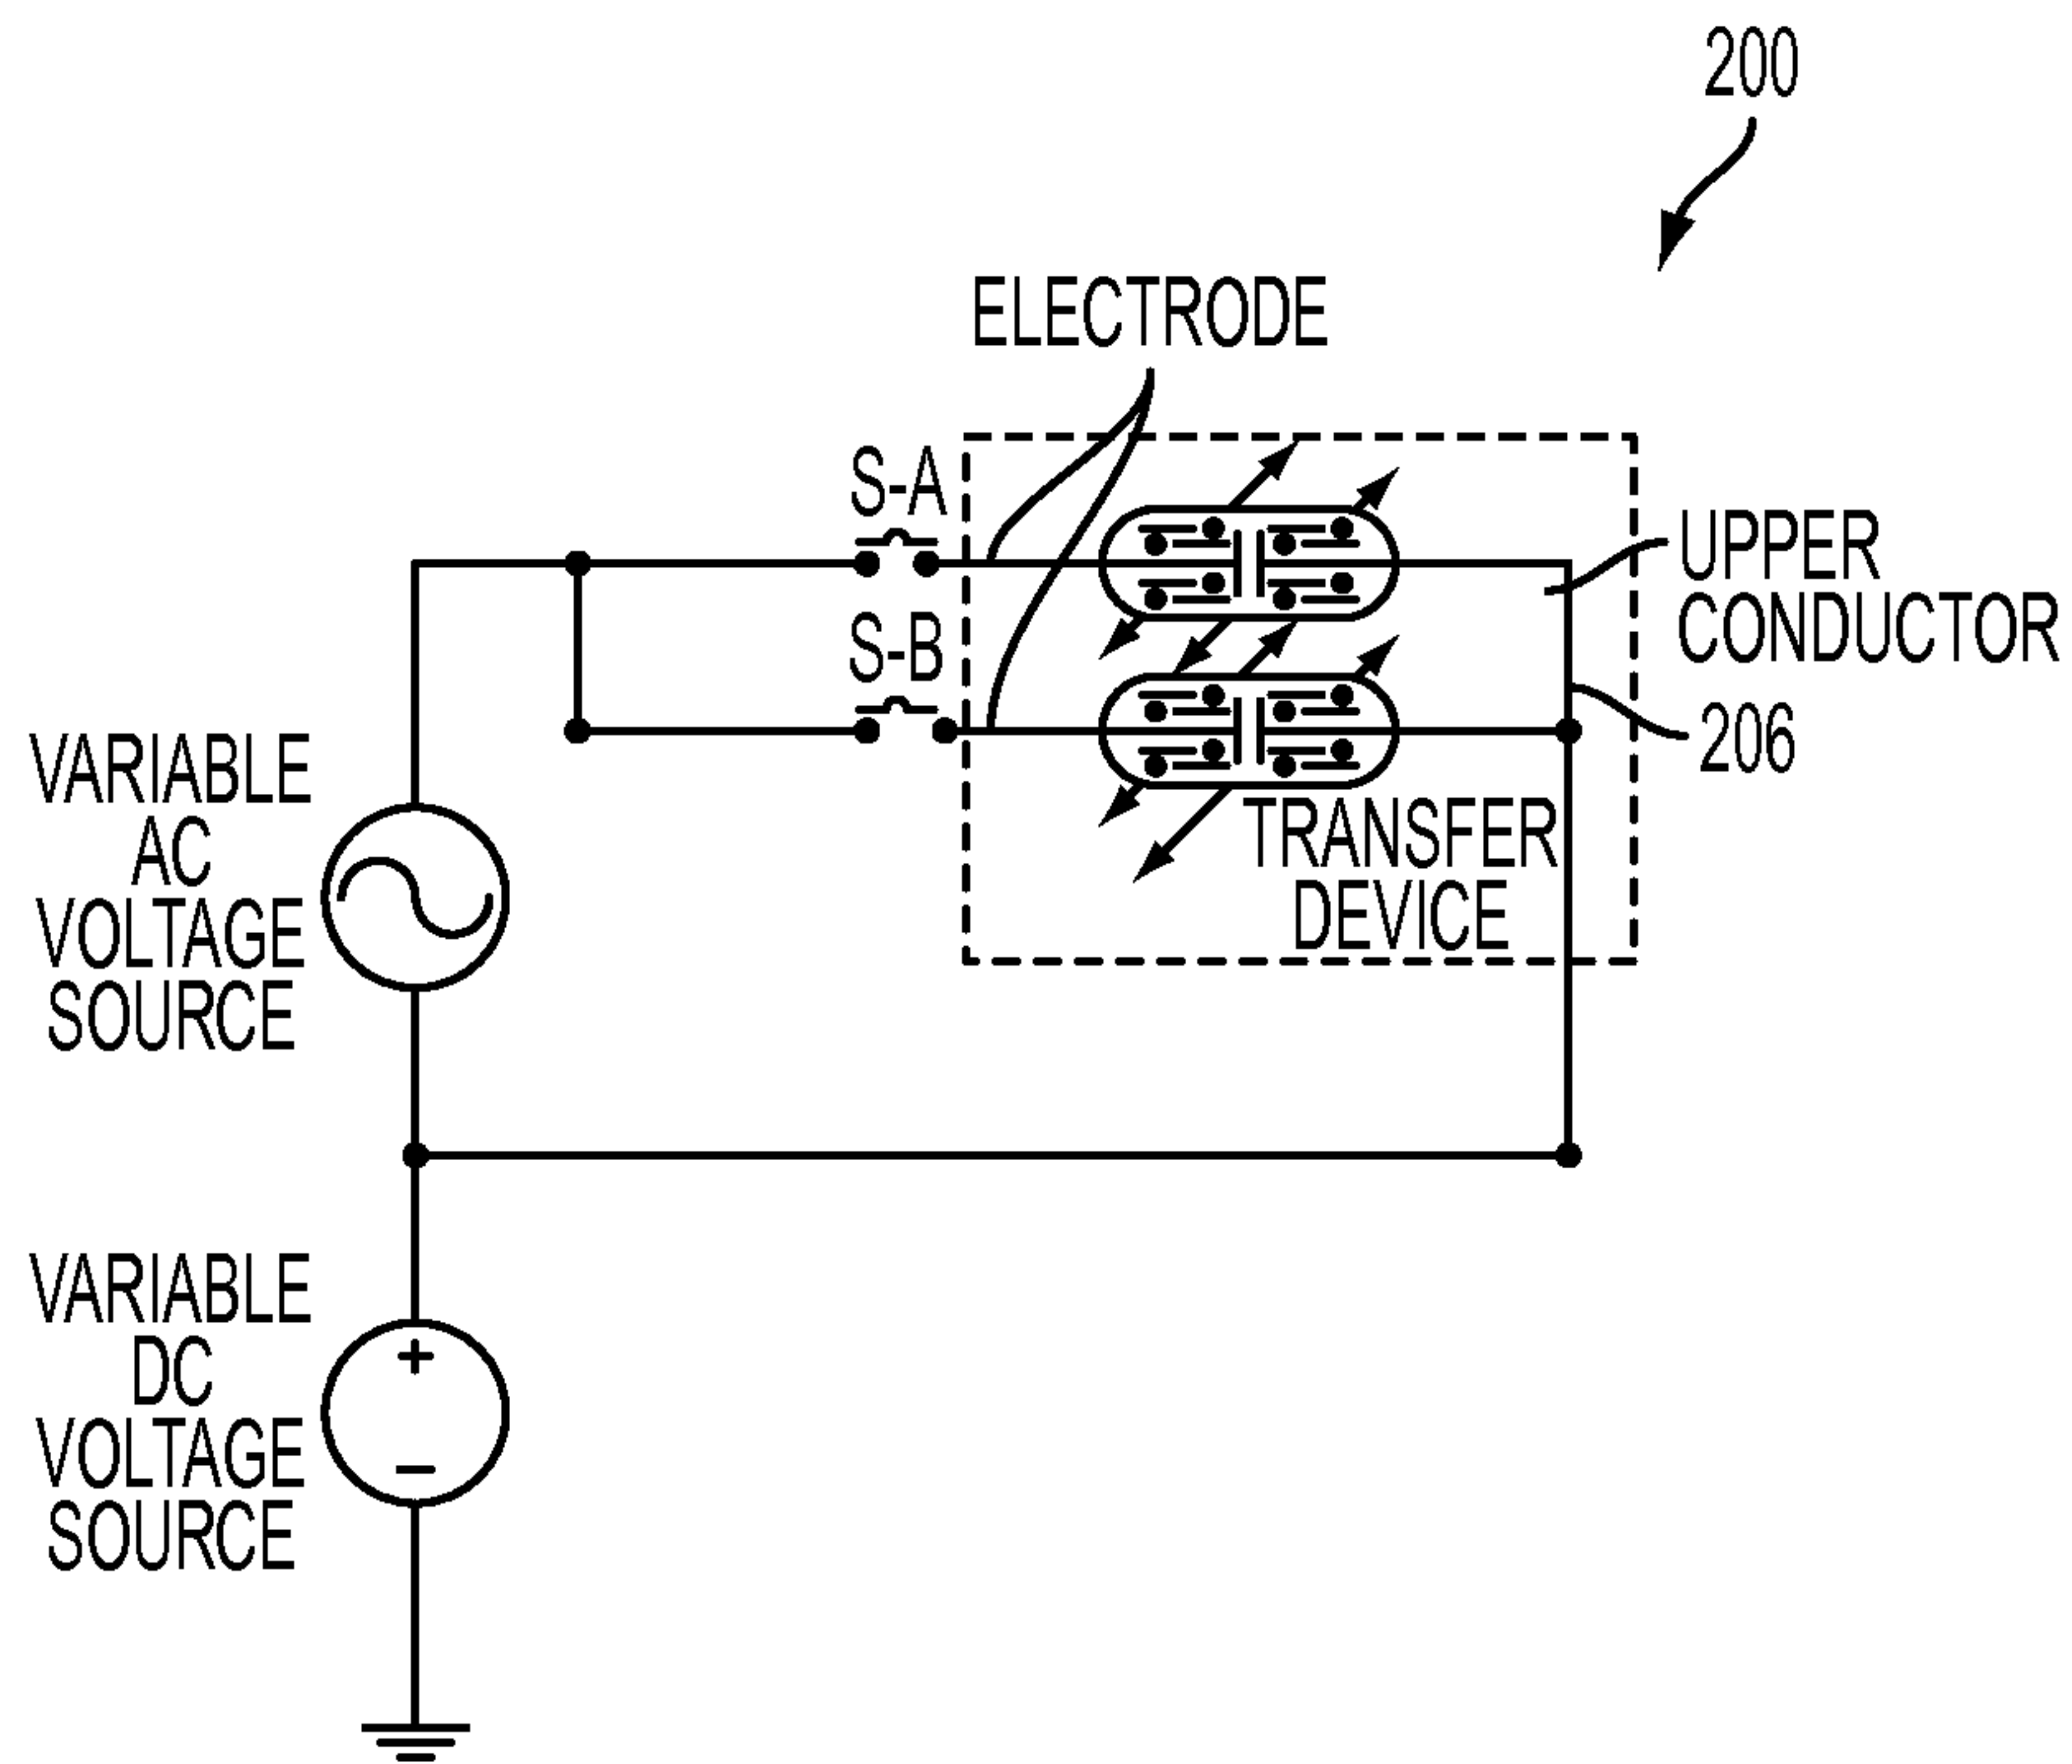 200
ELECTRODE
S-A
UPPER
CONDUCTOR
S-B
206
VARIABLE
AC
VOLTAGE
SOURCE
TRANSFER
DEVICE
VARIABLE
DC
VOLTAGE
SOURCE
+
−